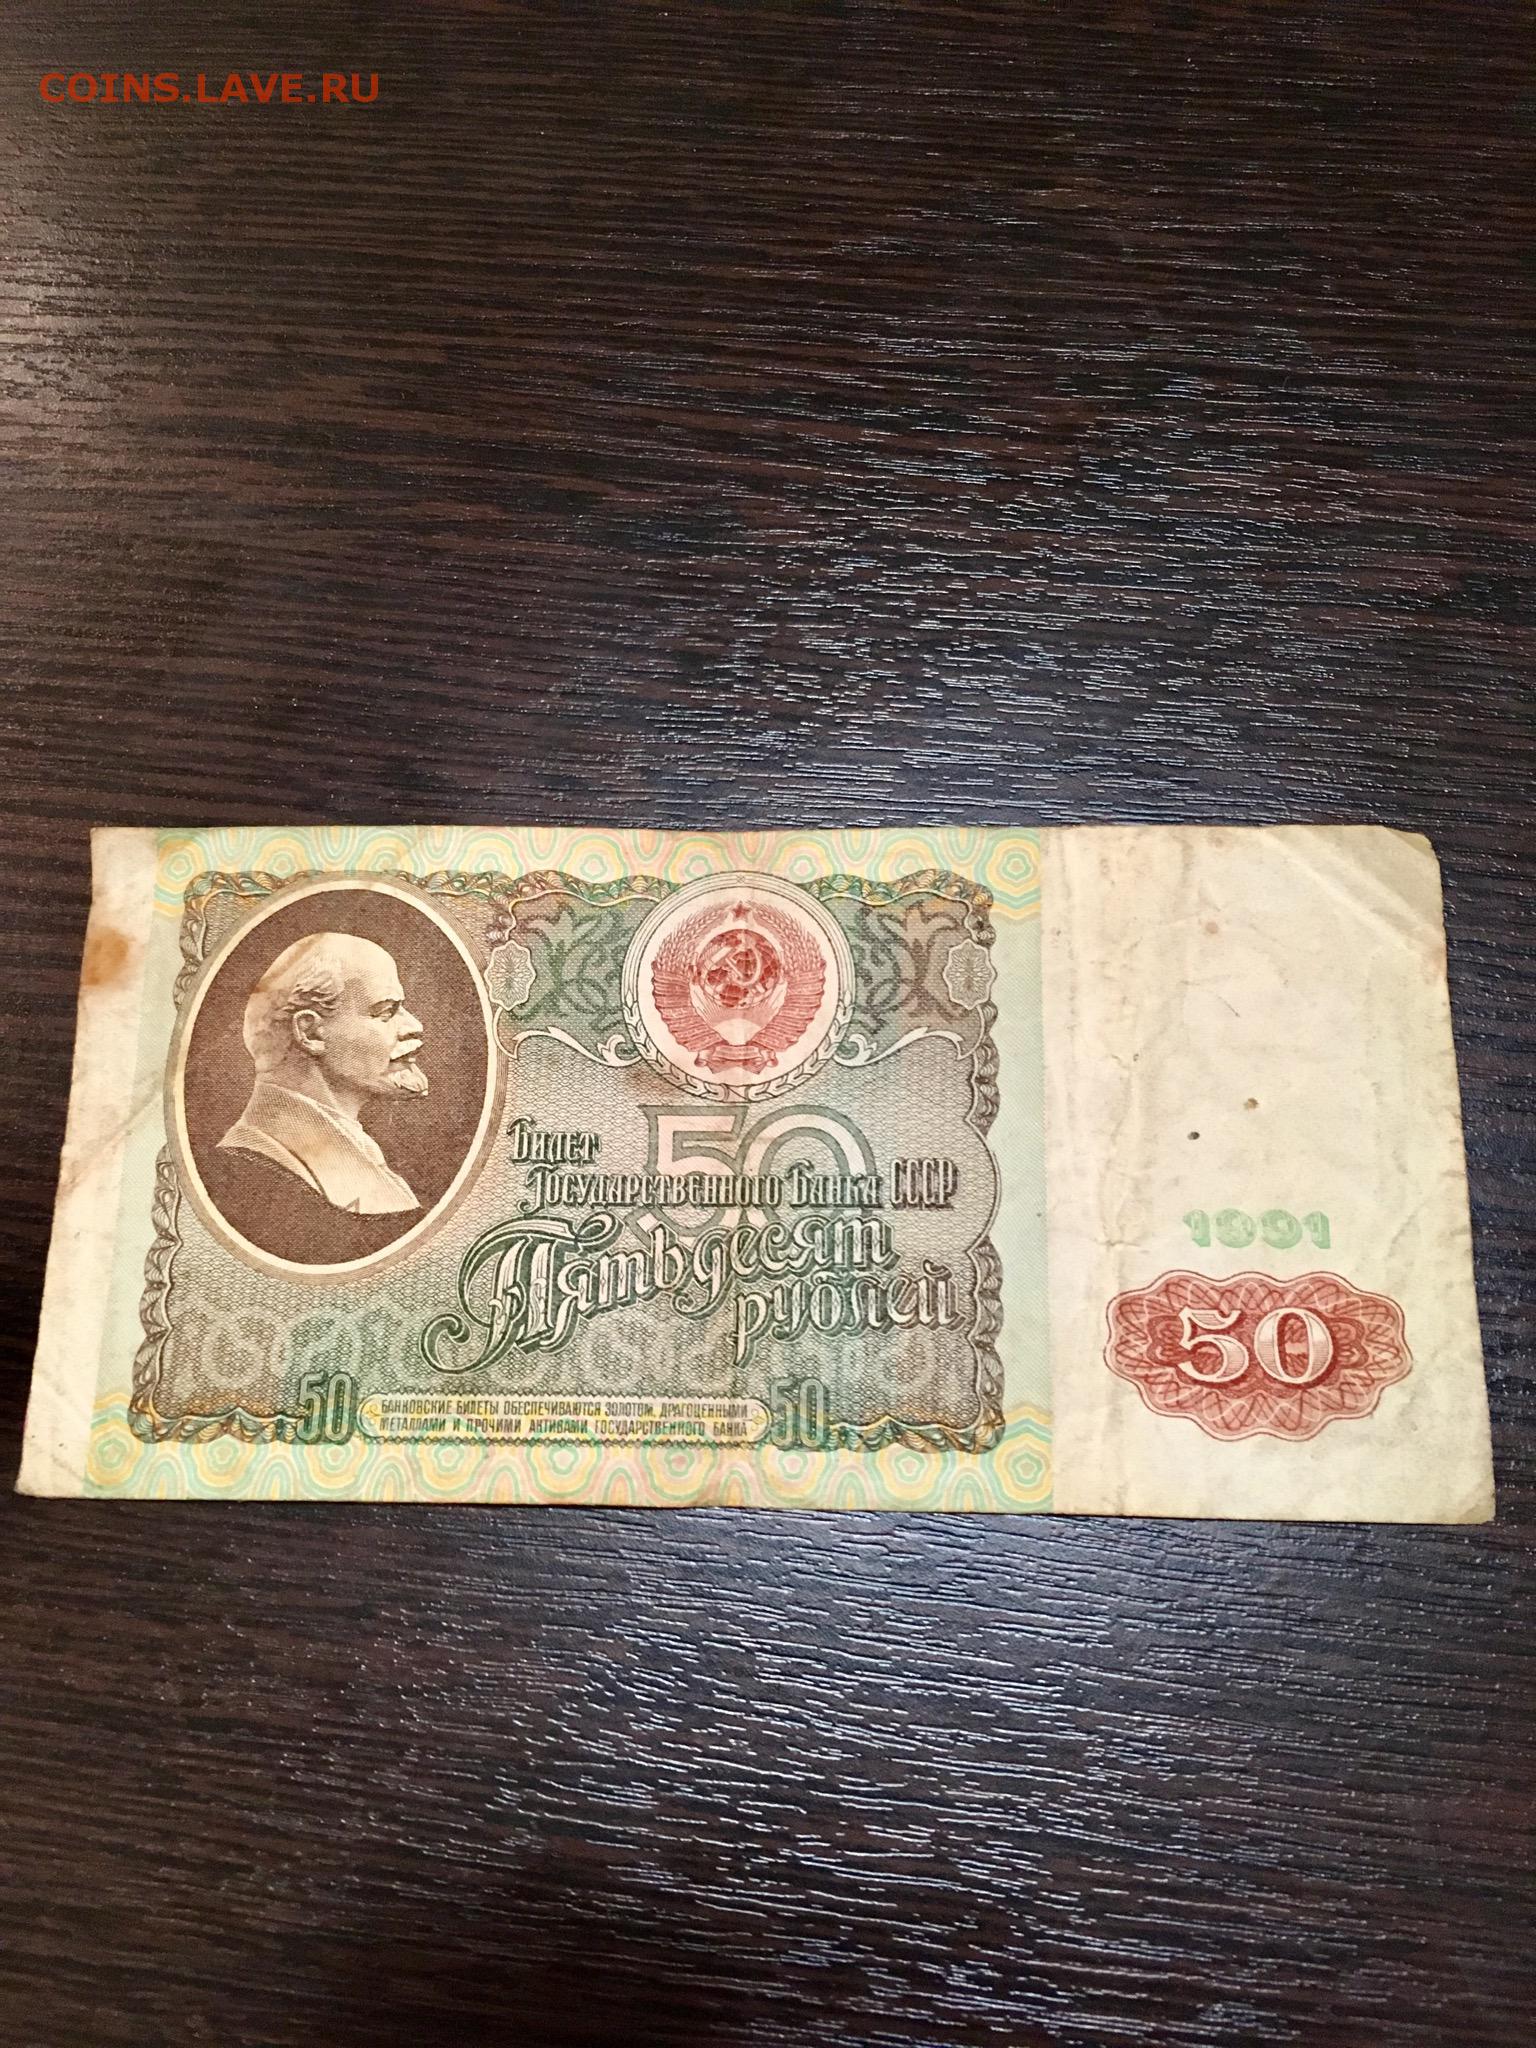 COINS.LAVE.RU
50
Билет
Государственного Банка СССР
Пятьдесят
рублей
50
БАНКОВСКИЕ БИЛЕТЫ ОБЕСПЕЧИВАЮТСЯ ЗОЛОТОМ, ДРАГОЦЕННЫМИ
МЕТАЛЛАМИ И ПРОЧИМИ АКТИВАМИ ГОСУДАРСТВЕННОГО БАНКА
50
1991
50